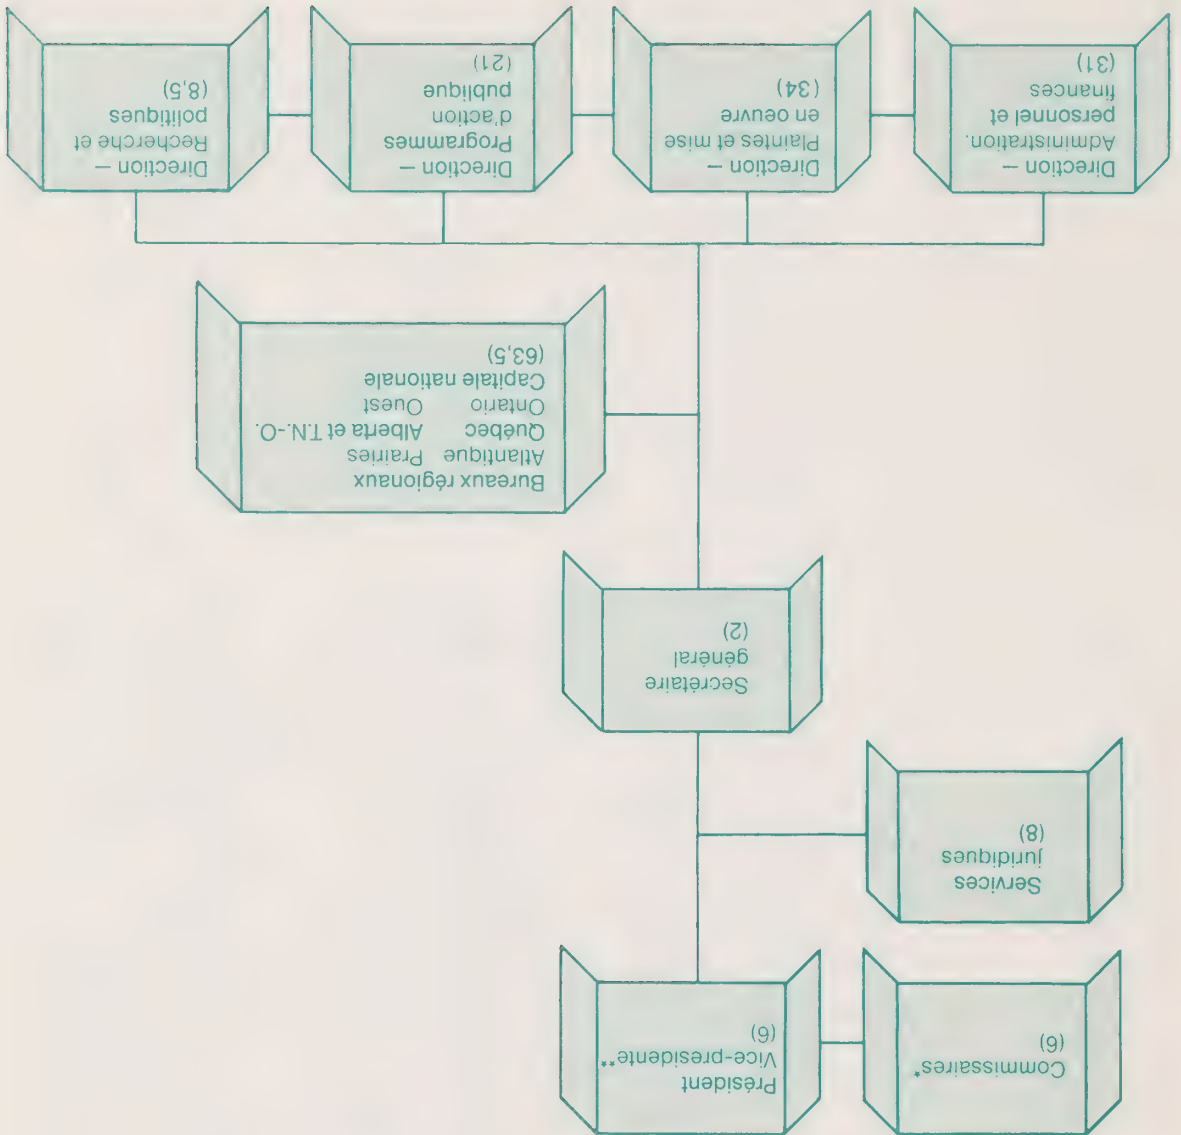 Commissaires*
(6)
Président
Vice-présidente**
(6)
Services
juridiques
(8)
Secrétaire
général
(2)
Bureaux régionaux
Atlantique Prairies
Québec Alberta et T.N.-O.
Ontario Ouest
Capitale nationale
(63,5)
Direction —
Administration.
personnel et
finances
(31)
Direction —
Plaintes et mise
en oeuvre
(34)
Direction —
Programmes
d'action
publique
(21)
Direction —
Recherche et
politiques
(8,5)